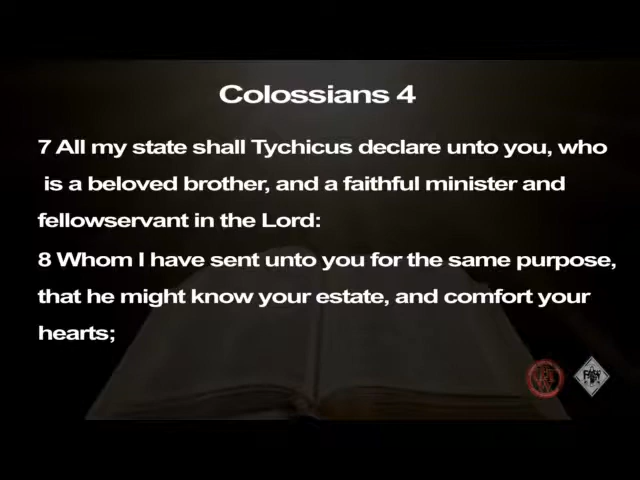 Colossians 4
7 All my state shall Tychicus declare unto you, who
is a beloved brother, and a faithful minister and
fellowservant in the Lord:
8 Whom I have sent unto you for the same purpose,
that he might know your estate, and comfort your
hearts;